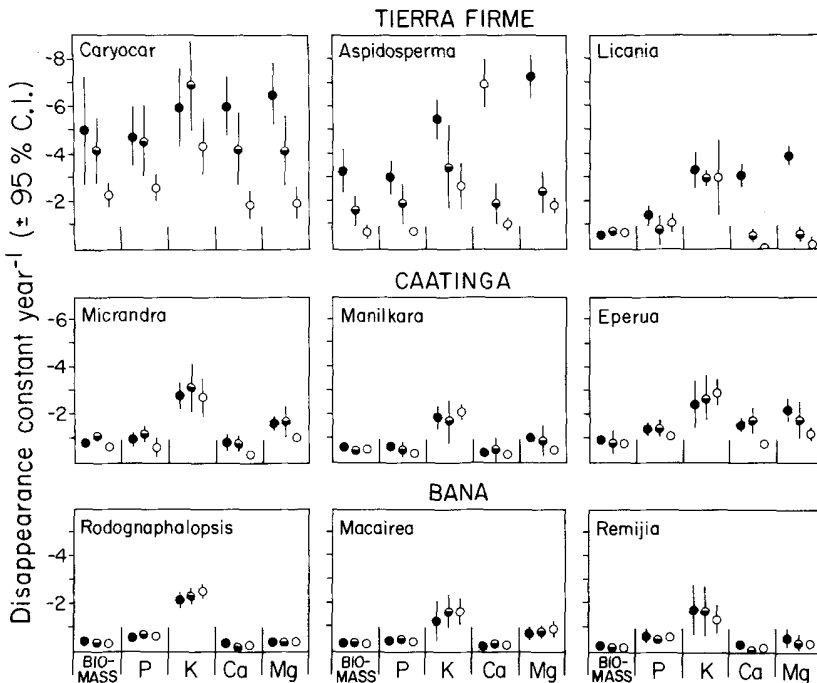 TIERRA FIRME
Disappearance constant year⁻¹ (± 95 % C.I.)
Caryocar
Aspidosperma
Licania
-8
-6
-4
-2
CAATINGA
Micrandra
Manilkara
Eperua
-6
-4
-2
BANA
Rodognaphalopsis
Macairea
Remijia
-4
-2
BIO-MASS P K Ca Mg BIO-MASS P K Ca Mg BIO-MASS P K Ca Mg